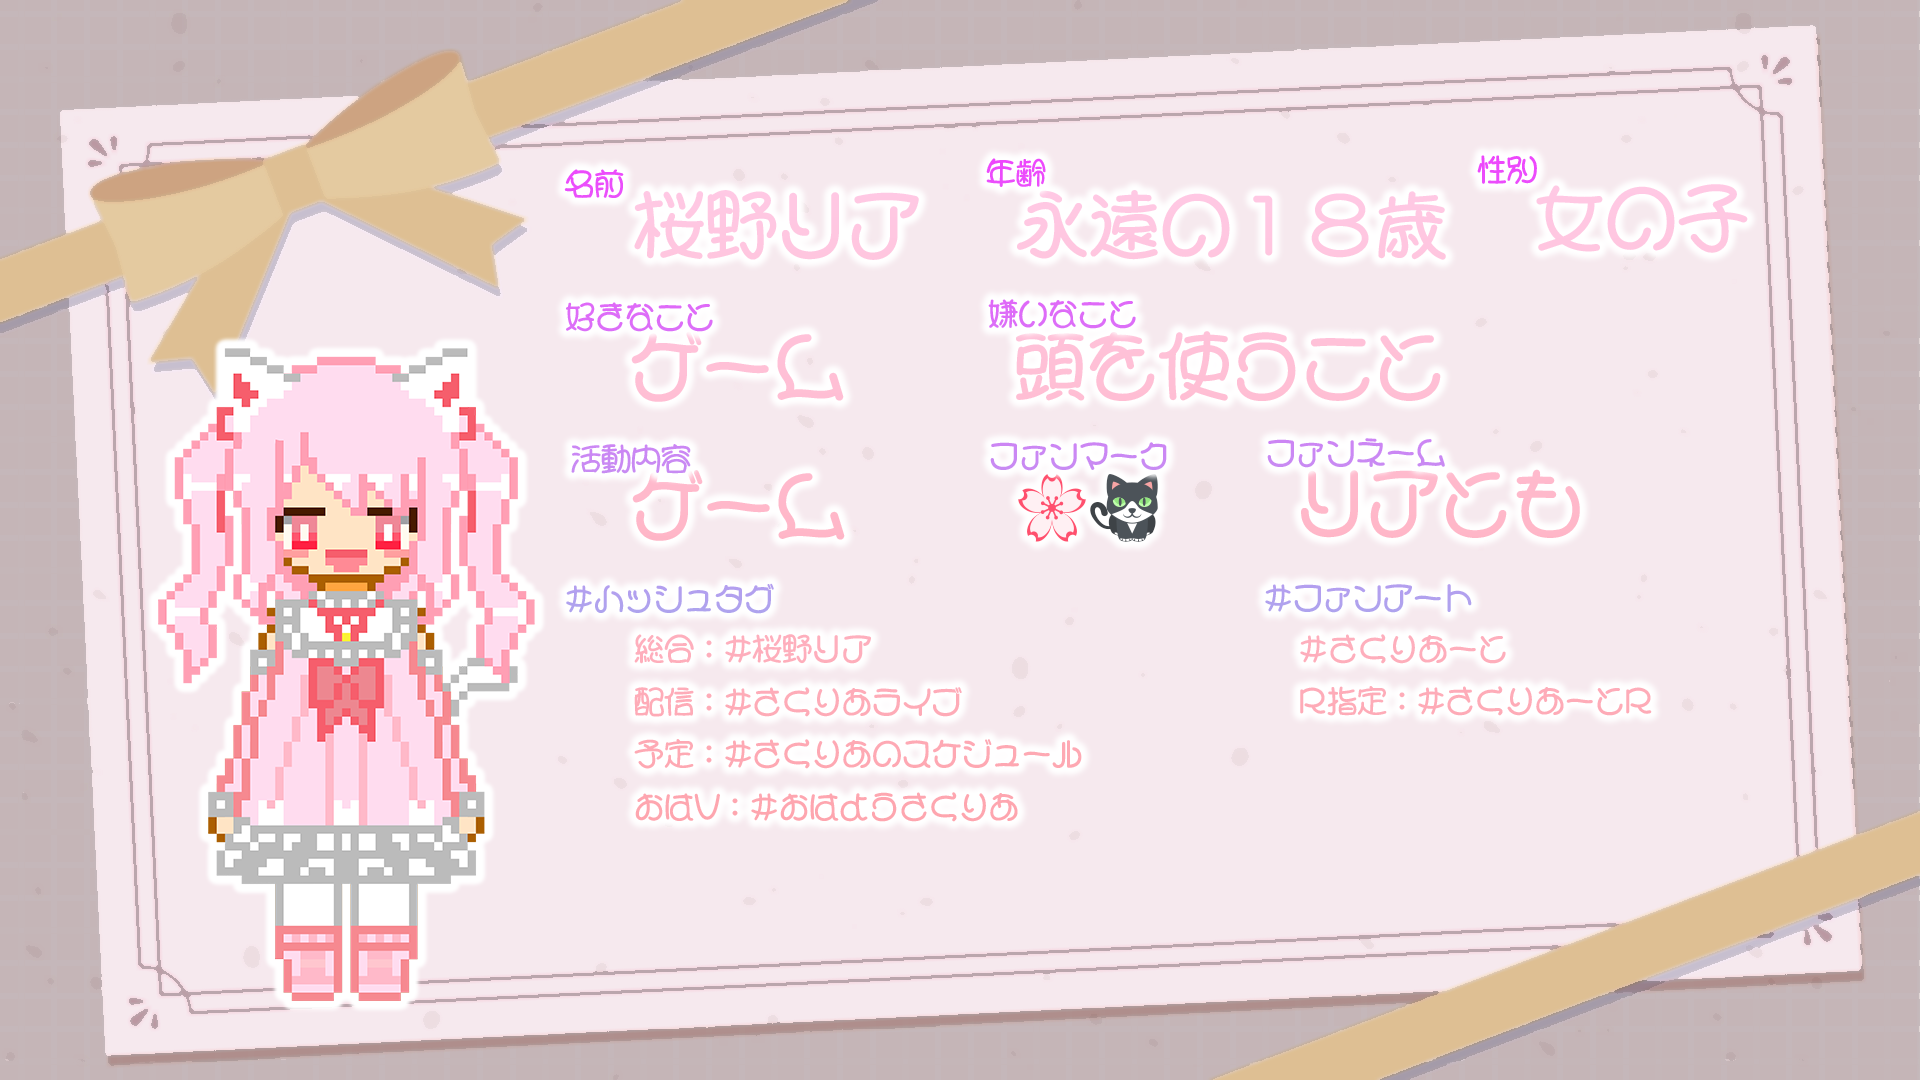 名前
桜野リア
年齢
永遠の18歳
性別
女の子
好きなこと
ゲーム
嫌いなこと
頭を使うこと
活動内容
ゲーム
ファンマーク
ファンネーム
リアとも
#ハッシュタグ
総合：#桜野リア
配信：#さくりあライブ
予定：#さくりあのスケジュール
おはV：#おはようさくりあ
#ファンアート
#さくりあーと
R指定：#さくりあーとR